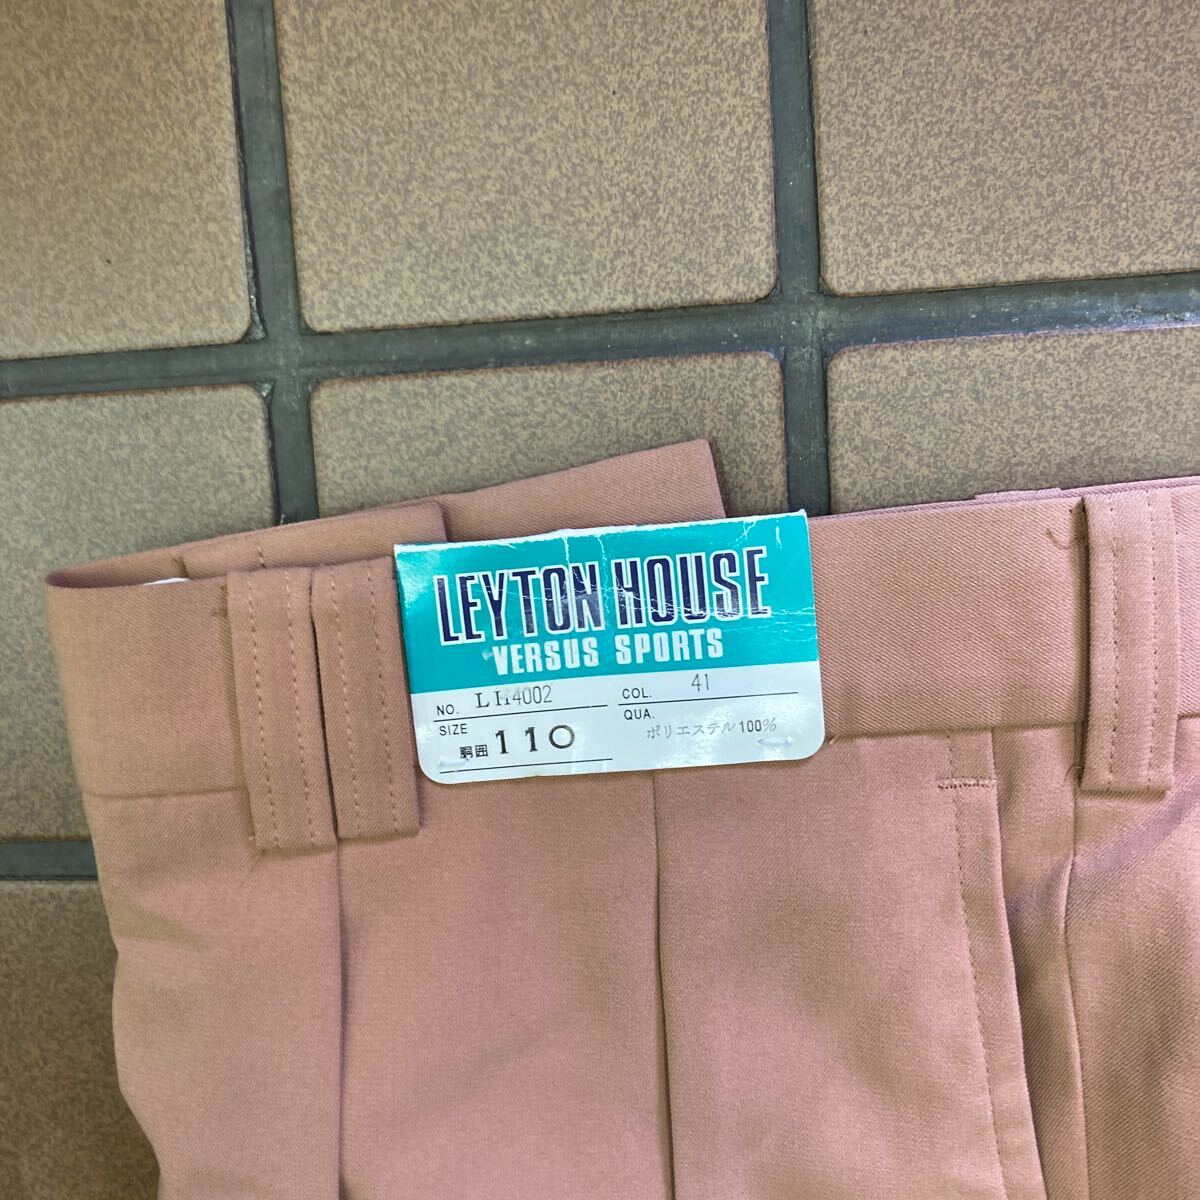 LEYTON HOUSE
VERSUS SPORTS
NO. LH4002
COL. 41
SIZE
胴囲 110
QUA.
ポリエステル100%